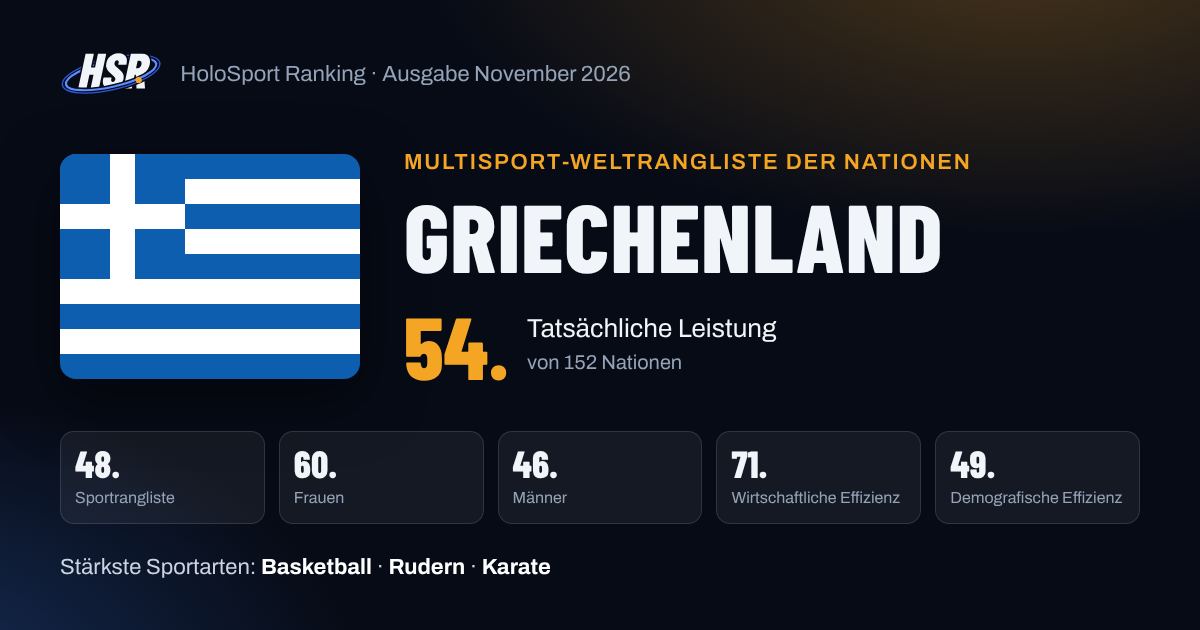 HSR
HoloSport Ranking · Ausgabe November 2026
MULTISPORT-WELTRANGLISTE DER NATIONEN
GRIECHENLAND
54.
Tatsächliche Leistung
von 152 Nationen
48.
Sportrangliste
60.
Frauen
46.
Männer
71.
Wirtschaftliche Effizienz
49.
Demografische Effizienz
Stärkste Sportarten: Basketball · Rudern · Karate